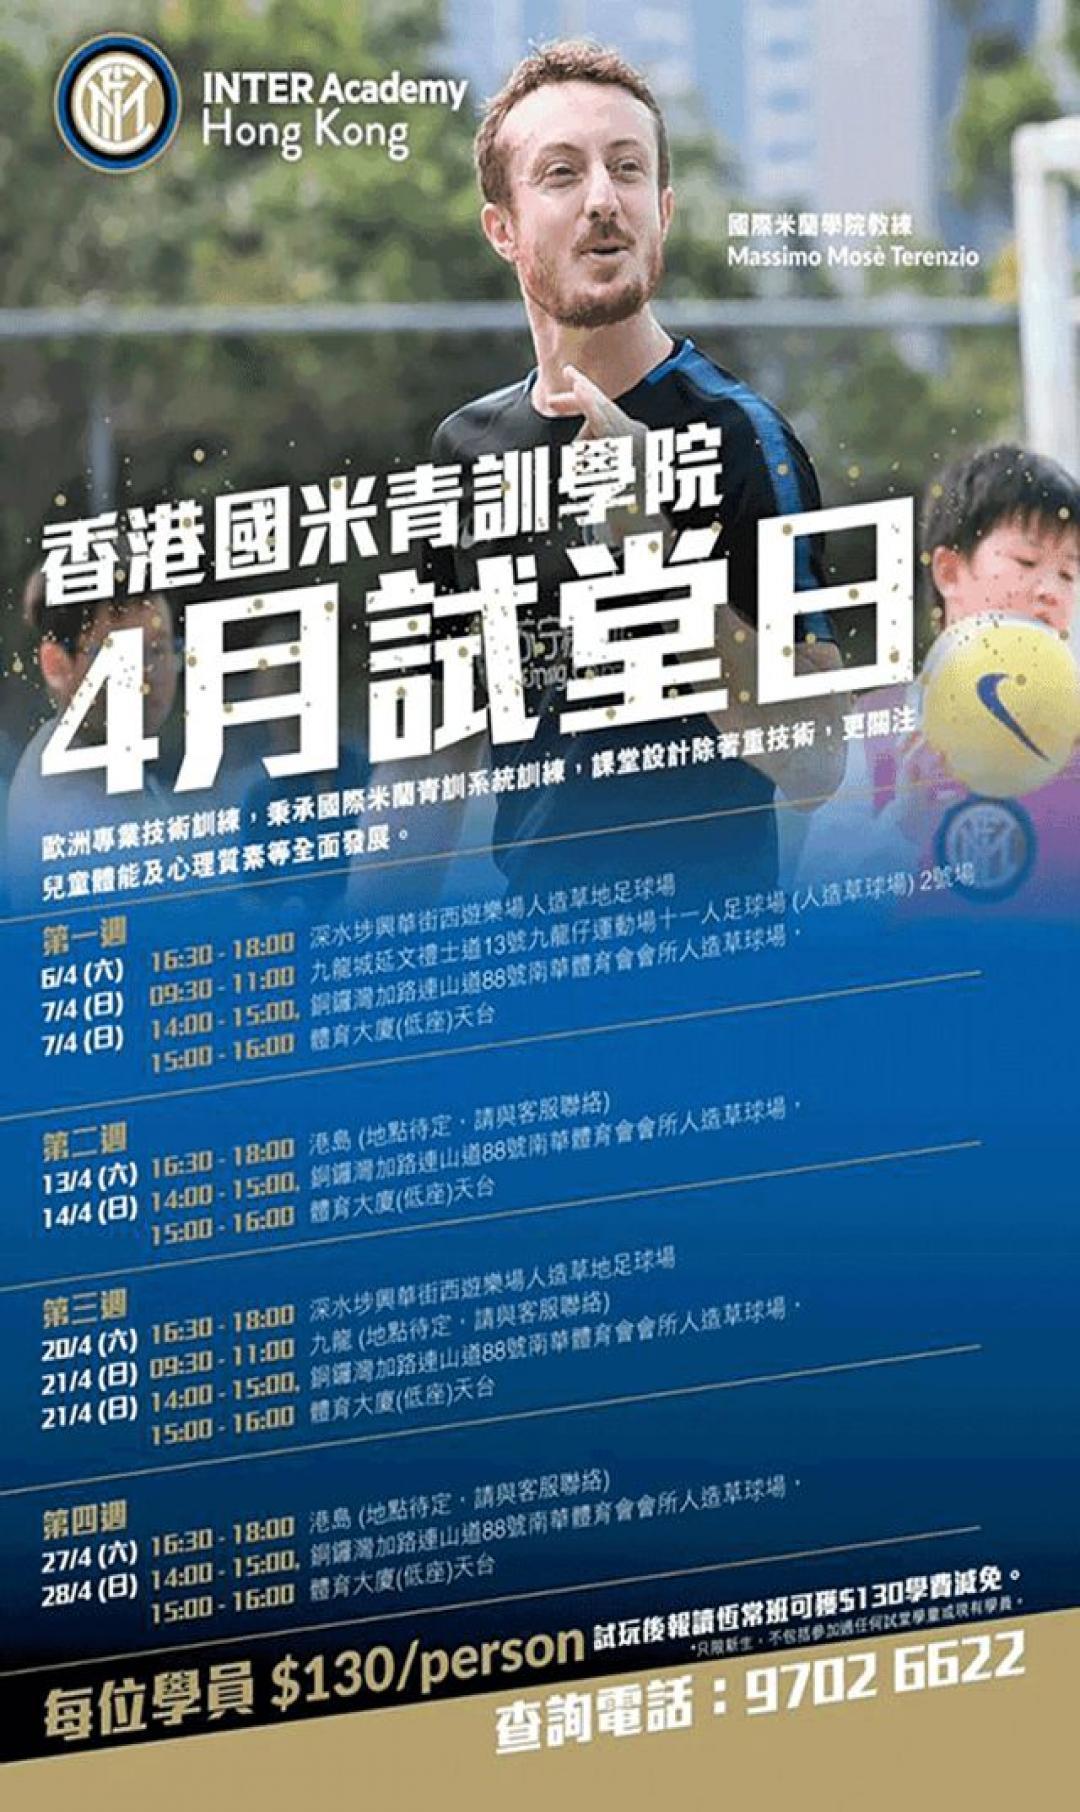 INTER Academy
Hong Kong
國際米蘭學院教練
Massimo Mosè Terenzio
香港國米青訓學院
4月試堂日
歐洲專業技術訓練，秉承國際米蘭青訓系統訓練，課堂設計除著重技術，更關注
兒童體能及心理質素等全面發展。
第一週
6/4 (六) 16:30 - 18:00 深水埗興華街西遊樂場人造草地足球場
7/4 (日) 09:30 - 11:00 九龍城延文禮士道13號九龍仔運動場十一人足球場 (人造草球場) 2號場
7/4 (日) 14:00 - 15:00, 銅鑼灣加路連山道88號南華體育會會所人造草球場，
15:00 - 16:00 體育大廈(低座)天台
第二週
13/4 (六) 16:30 - 18:00 港島 (地點待定，請與客服聯絡)
14/4 (日) 14:00 - 15:00, 銅鑼灣加路連山道88號南華體育會會所人造草球場，
15:00 - 16:00 體育大廈(低座)天台
第三週
20/4 (六) 16:30 - 18:00 深水埗興華街西遊樂場人造草地足球場
21/4 (日) 09:30 - 11:00 九龍 (地點待定，請與客服聯絡)
21/4 (日) 14:00 - 15:00, 銅鑼灣加路連山道88號南華體育會會所人造草球場，
15:00 - 16:00 體育大廈(低座)天台
第四週
27/4 (六) 16:30 - 18:00 港島 (地點待定，請與客服聯絡)
28/4 (日) 14:00 - 15:00, 銅鑼灣加路連山道88號南華體育會會所人造草球場，
15:00 - 16:00 體育大廈(低座)天台
每位學員 $130/person 試玩後報讀恆常班可獲$130學費減免。
*只限新生，不包括參加過任何試堂學童或現有學員。
查詢電話：9702 6622